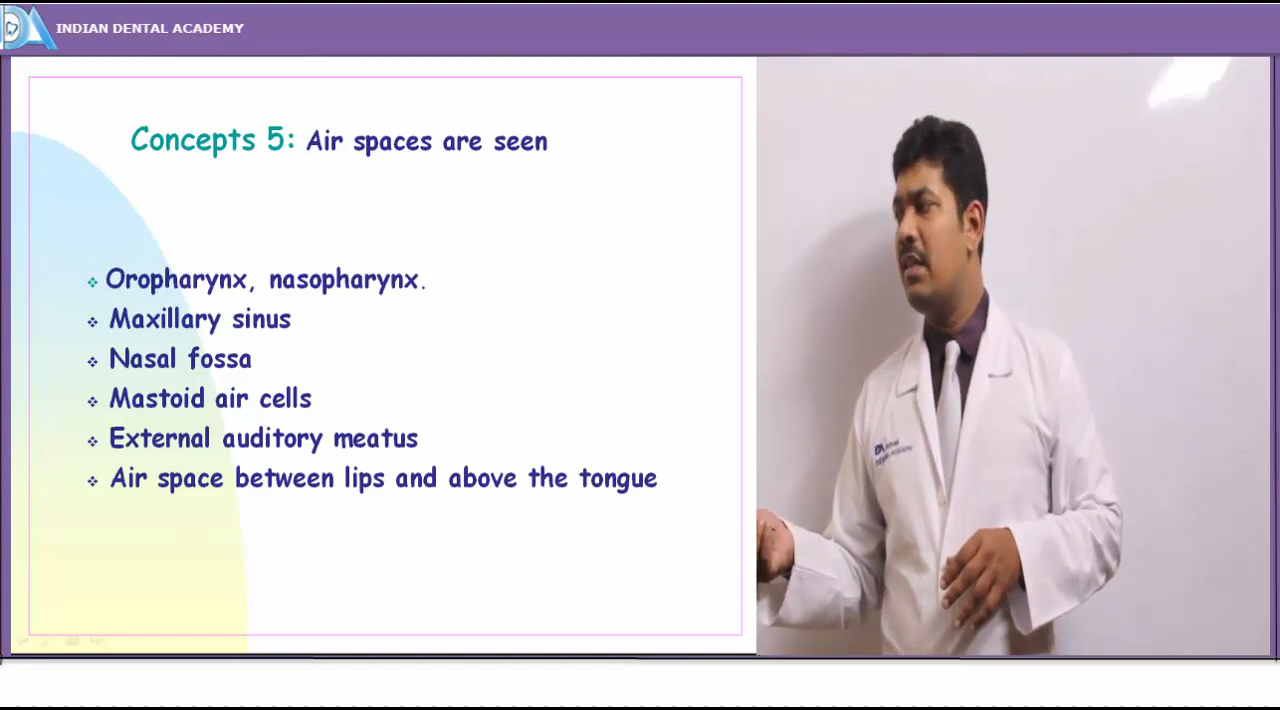 INDIAN DENTAL ACADEMY
Concepts 5: Air spaces are seen
Oropharynx, nasopharynx.
Maxillary sinus
Nasal fossa
Mastoid air cells
External auditory meatus
Air space between lips and above the tongue